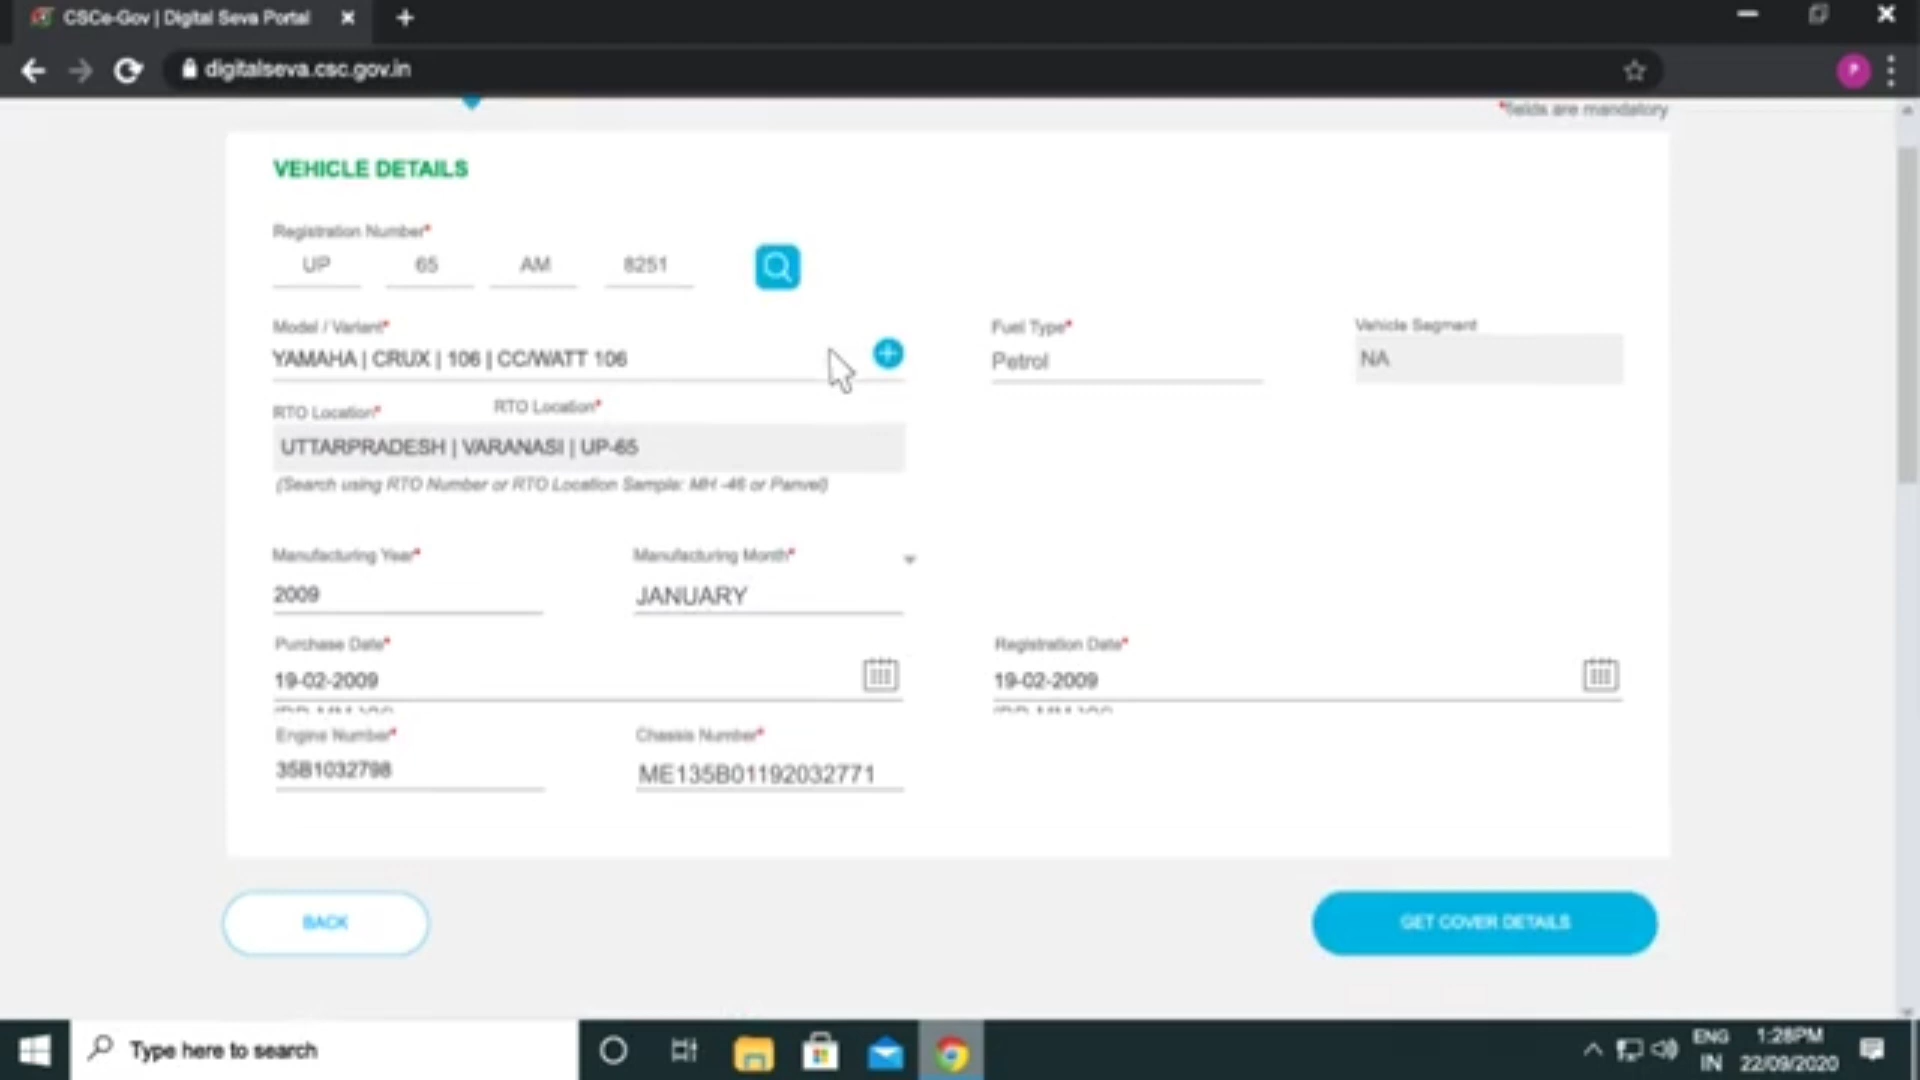 CSCe-Gov | Digital Seva Portal
digitalseva.csc.gov.in
P
*fields are mandatory
VEHICLE DETAILS
Registration Number*
UP 65 AM 8251
Model / Variant*
YAMAHA | CRUX | 106 | CC/WATT 106
Fuel Type*
Petrol
Vehicle Segment
NA
RTO Location* RTO Location*
UTTARPRADESH | VARANASI | UP-65
(Search using RTO Number or RTO Location Sample: MH -46 or Panvel)
Manufacturing Year* Manufacturing Month*
2009 JANUARY
Purchase Date* Registration Date*
19-02-2009 19-02-2009
Engine Number* Chassis Number*
35B1032798 ME135B01192032771
BACK GET COVER DETAILS
Type here to search
ENG 1:28PM
IN 22/09/2020